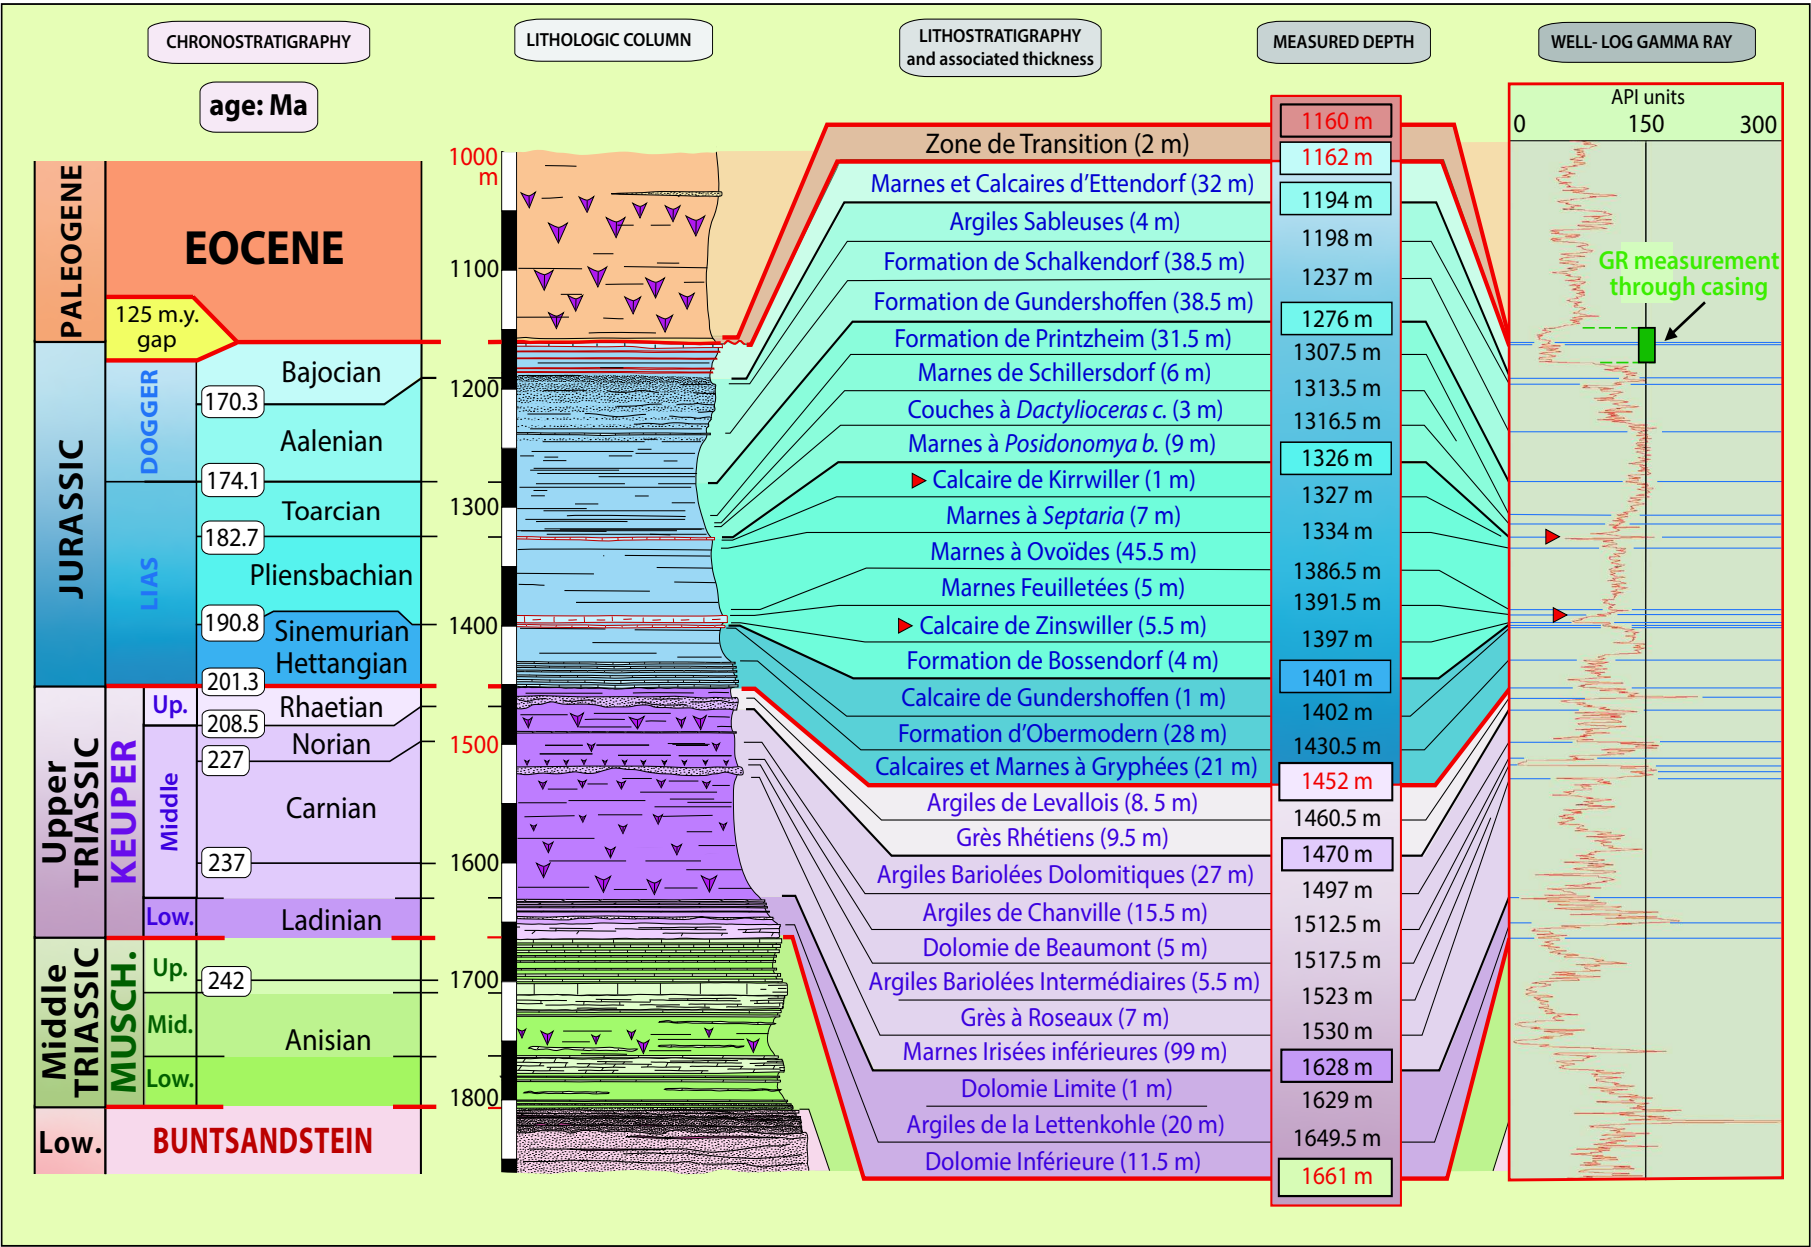 CHRONOSTRATIGRAPHY
LITHOLOGIC COLUMN
LITHOSTRATIGRAPHY
and associated thickness
MEASURED DEPTH
WELL- LOG GAMMA RAY
age: Ma
PALEOGENE
EOCENE
125 m.y.
gap
JURASSIC
DOGGER
LIAS
Bajocian
170.3
Aalenian
174.1
Toarcian
182.7
Pliensbachian
190.8
Sinemurian
Hettangian
201.3
Upper
TRIASSIC
KEUPER
Up.
Middle
Low.
Rhaetian
208.5
Norian
227
Carnian
237
Ladinian
Middle
TRIASSIC
MUSCH.
Up.
Mid.
Low.
242
Anisian
Low.
BUNTSANDSTEIN
1000
m
1100
1200
1300
1400
1500
1600
1700
1800
Zone de Transition (2 m)
Marnes et Calcaires d'Ettendorf (32 m)
Argiles Sableuses (4 m)
Formation de Schalkendorf (38.5 m)
Formation de Gundershoffen (38.5 m)
Formation de Printzheim (31.5 m)
Marnes de Schillersdorf (6 m)
Couches à Dactylioceras c. (3 m)
Marnes à Posidonomya b. (9 m)
Calcaire de Kirrwiller (1 m)
Marnes à Septaria (7 m)
Marnes à Ovoïdes (45.5 m)
Marnes Feuilletées (5 m)
Calcaire de Zinswiller (5.5 m)
Formation de Bossendorf (4 m)
Calcaire de Gundershoffen (1 m)
Formation d'Obermodern (28 m)
Calcaires et Marnes à Gryphées (21 m)
Argiles de Levallois (8. 5 m)
Grès Rhétiens (9.5 m)
Argiles Bariolées Dolomitiques (27 m)
Argiles de Chanville (15.5 m)
Dolomie de Beaumont (5 m)
Argiles Bariolées Intermédiaires (5.5 m)
Grès à Roseaux (7 m)
Marnes Irisées inférieures (99 m)
Dolomie Limite (1 m)
Argiles de la Lettenkohle (20 m)
Dolomie Inférieure (11.5 m)
1160 m
1162 m
1194 m
1198 m
1237 m
1276 m
1307.5 m
1313.5 m
1316.5 m
1326 m
1327 m
1334 m
1386.5 m
1391.5 m
1397 m
1401 m
1402 m
1430.5 m
1452 m
1460.5 m
1470 m
1497 m
1512.5 m
1517.5 m
1523 m
1530 m
1628 m
1629 m
1649.5 m
1661 m
API units
0 150 300
GR measurement
through casing